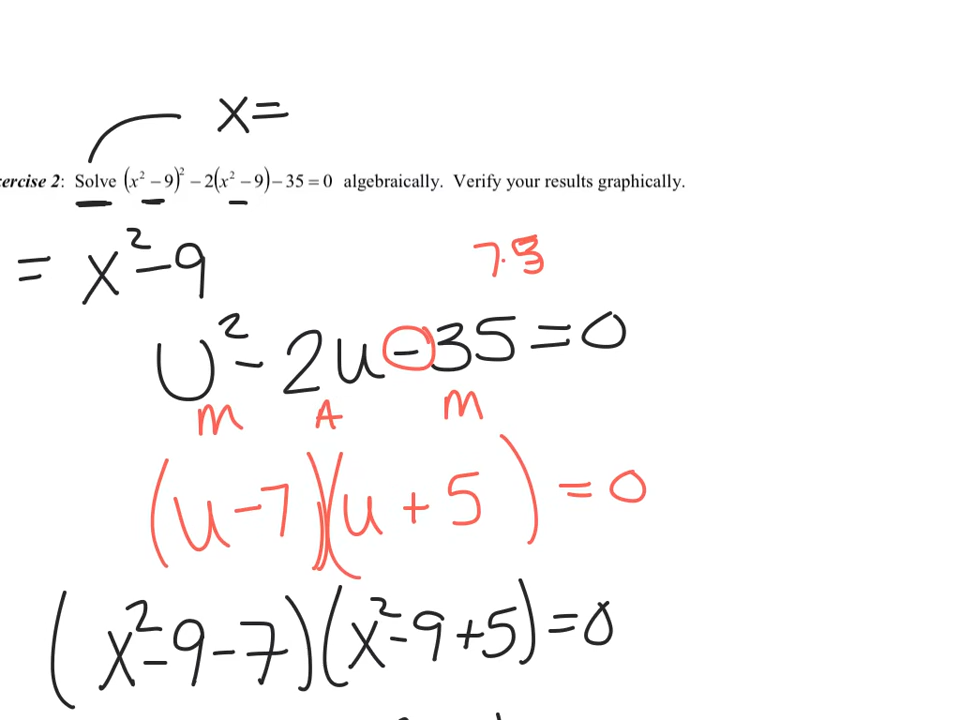 x=
ercise 2: Solve (x² − 9)² − 2(x² − 9) − 35 = 0 algebraically. Verify your results graphically.
= x² − 9
7·5
u² − 2u − 35 = 0
M A M
(u − 7)(u + 5) = 0
(x² − 9 − 7)(x² − 9 + 5) = 0